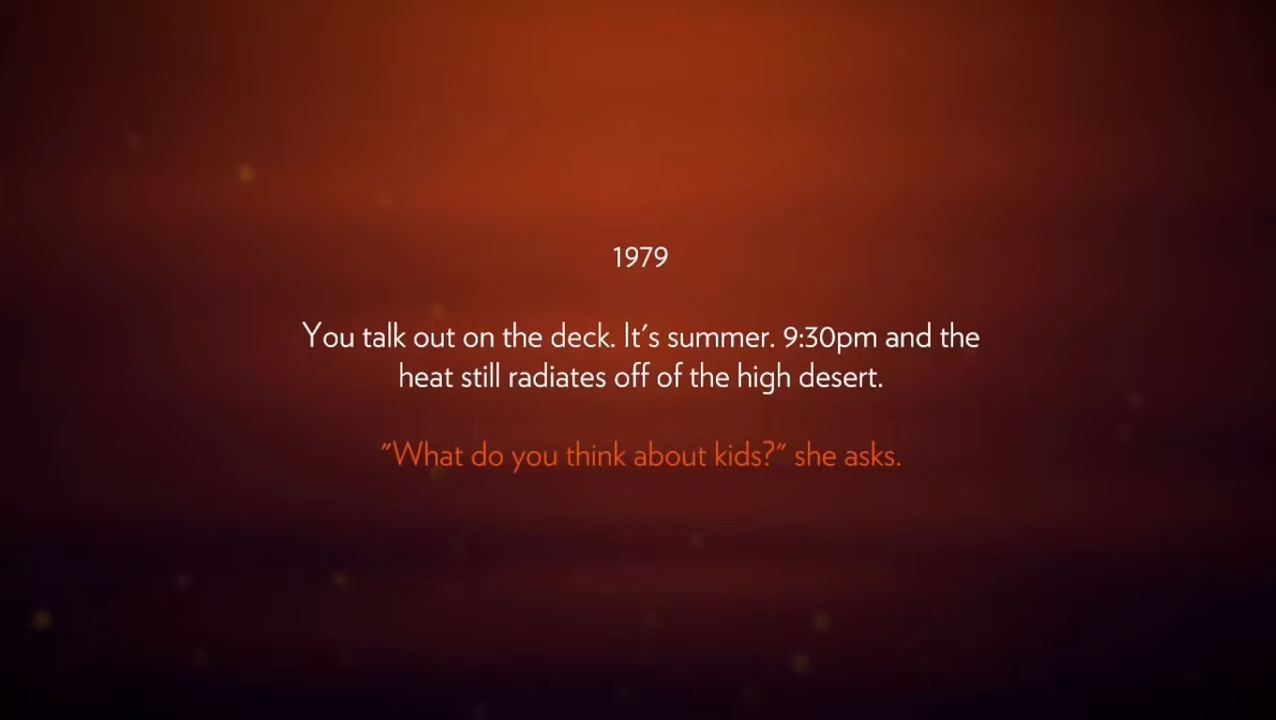 1979
You talk out on the deck. It's summer. 9:30pm and the
heat still radiates off of the high desert.
"What do you think about kids?" she asks.